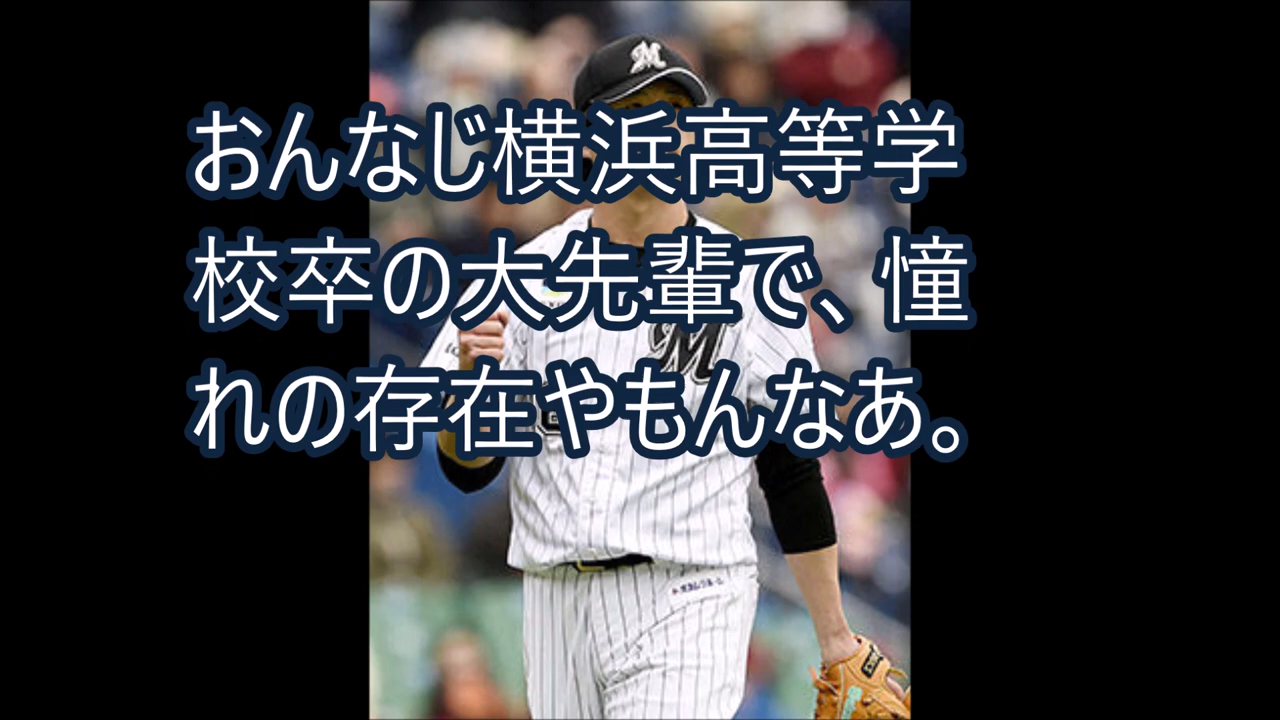 おんなじ横浜高等学
校卒の大先輩で、憧
れの存在やもんなあ。
M
M